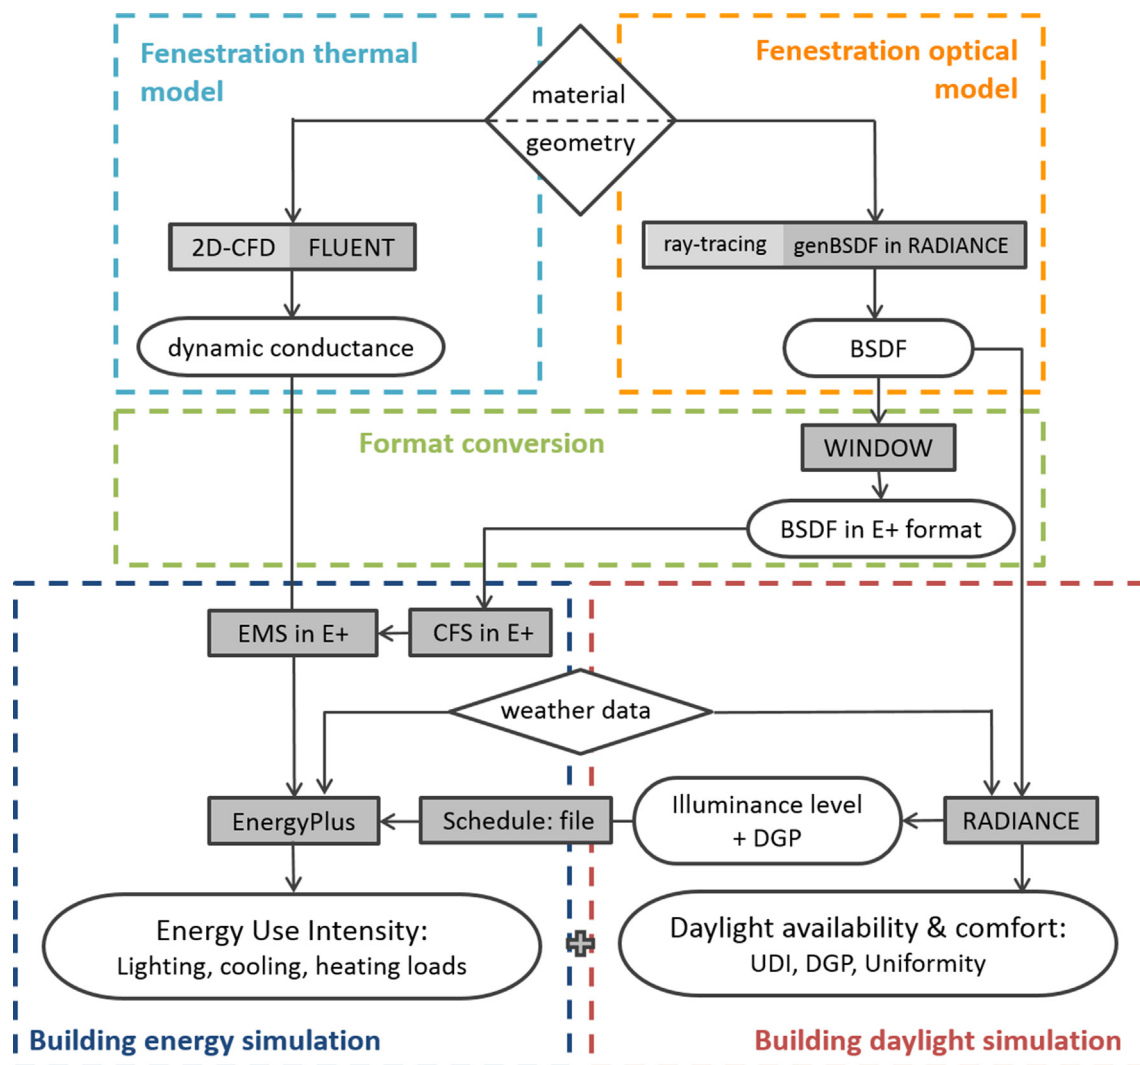 Fenestration thermal
model
Fenestration optical
model
material
geometry
2D-CFD FLUENT
ray-tracing genBSDF in RADIANCE
dynamic conductance
BSDF
Format conversion
WINDOW
BSDF in E+ format
EMS in E+
CFS in E+
weather data
EnergyPlus
Schedule: file
Illuminance level
+ DGP
RADIANCE
Energy Use Intensity:
Lighting, cooling, heating loads
Daylight availability & comfort:
UDI, DGP, Uniformity
Building energy simulation
Building daylight simulation